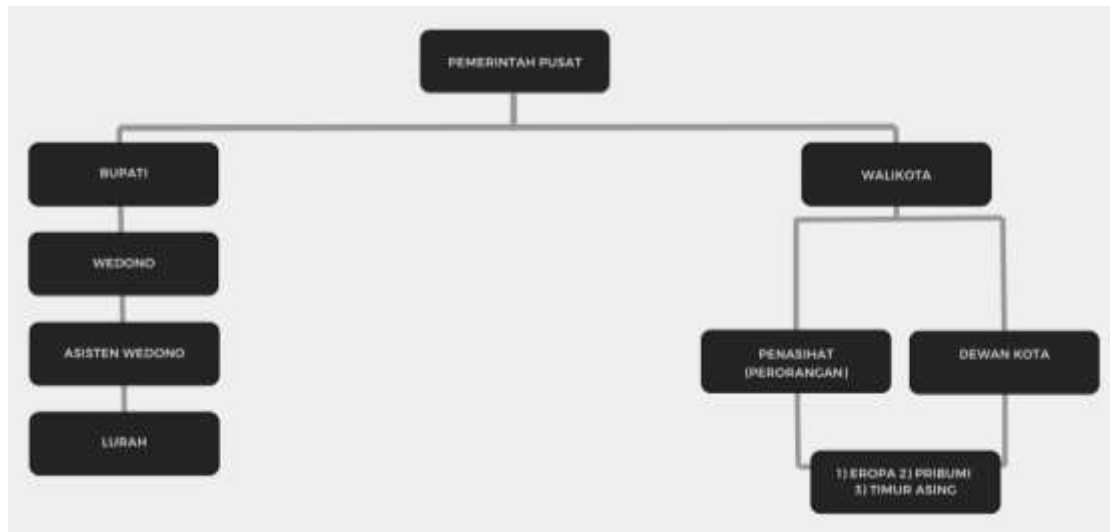 PEMERINTAH PUSAT
BUPATI
WEDONO
ASISTEN WEDONO
LURAH
WALIKOTA
PENASIHAT
(PERORANGAN)
DEWAN KOTA
1) EROPA 2) PRIBUMI
3) TIMUR ASING